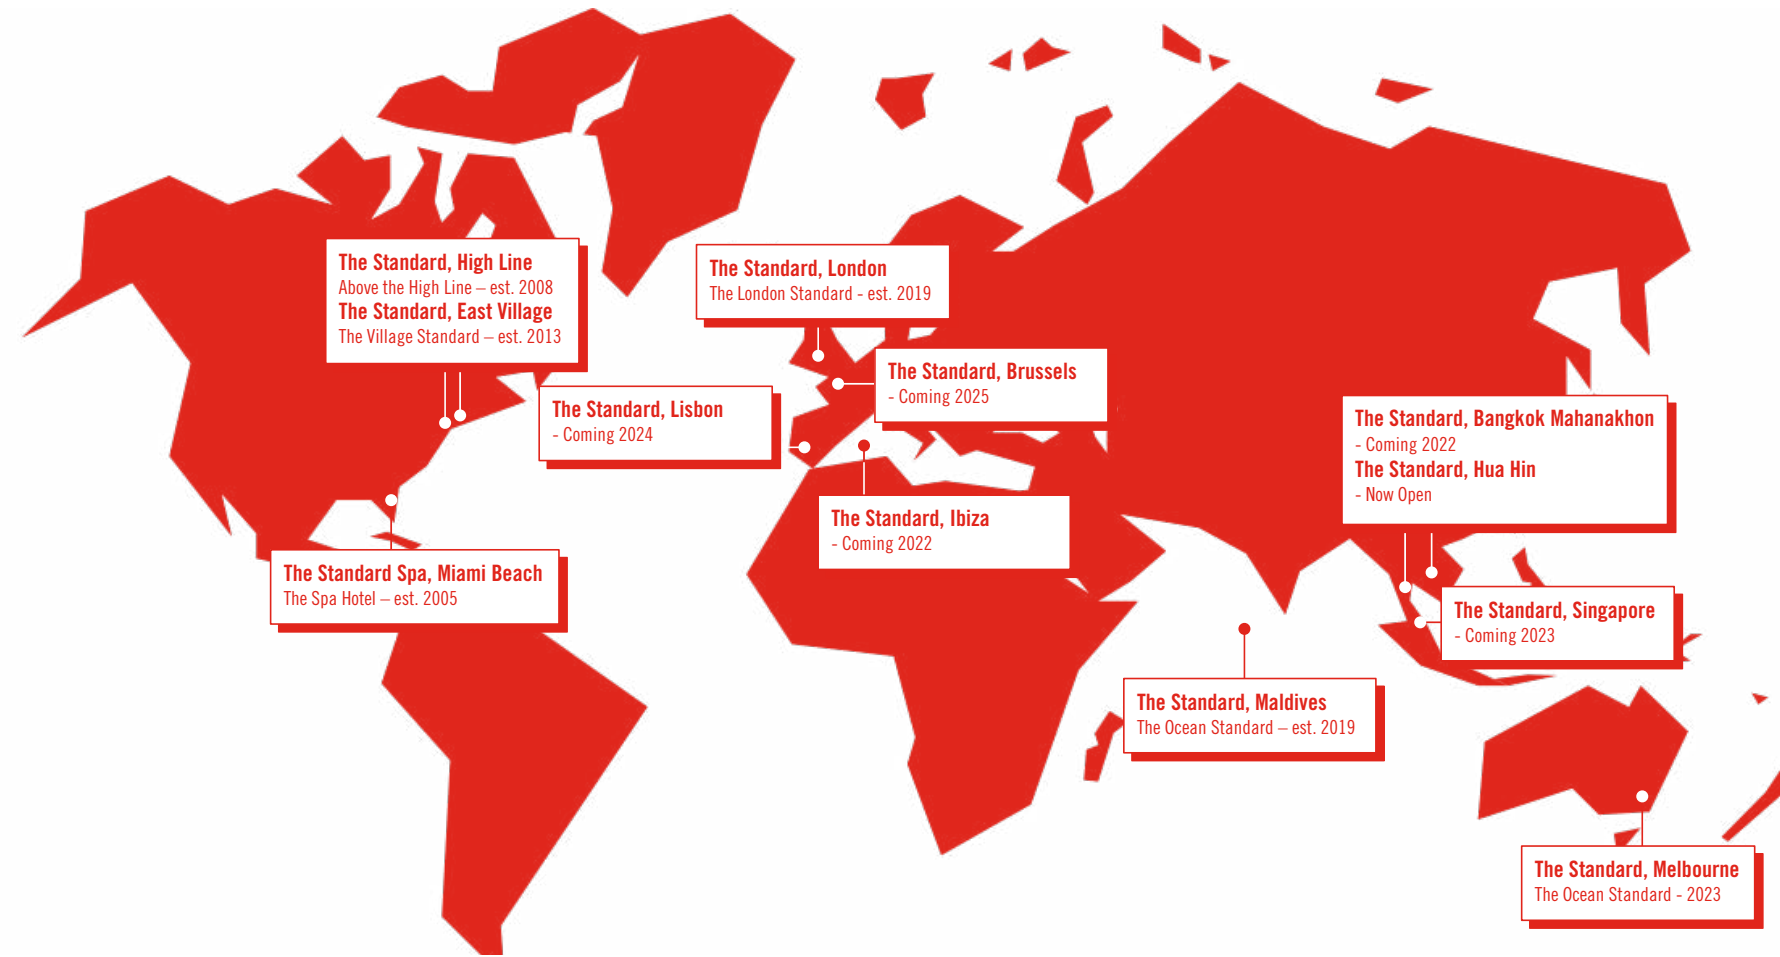 The Standard, High Line
Above the High Line – est. 2008
The Standard, East Village
The Village Standard – est. 2013
The Standard, London
The London Standard - est. 2019
The Standard, Brussels
- Coming 2025
The Standard, Lisbon
- Coming 2024
The Standard, Bangkok Mahanakhon
- Coming 2022
The Standard, Hua Hin
- Now Open
The Standard, Ibiza
- Coming 2022
The Standard Spa, Miami Beach
The Spa Hotel – est. 2005
The Standard, Singapore
- Coming 2023
The Standard, Maldives
The Ocean Standard – est. 2019
The Standard, Melbourne
The Ocean Standard - 2023